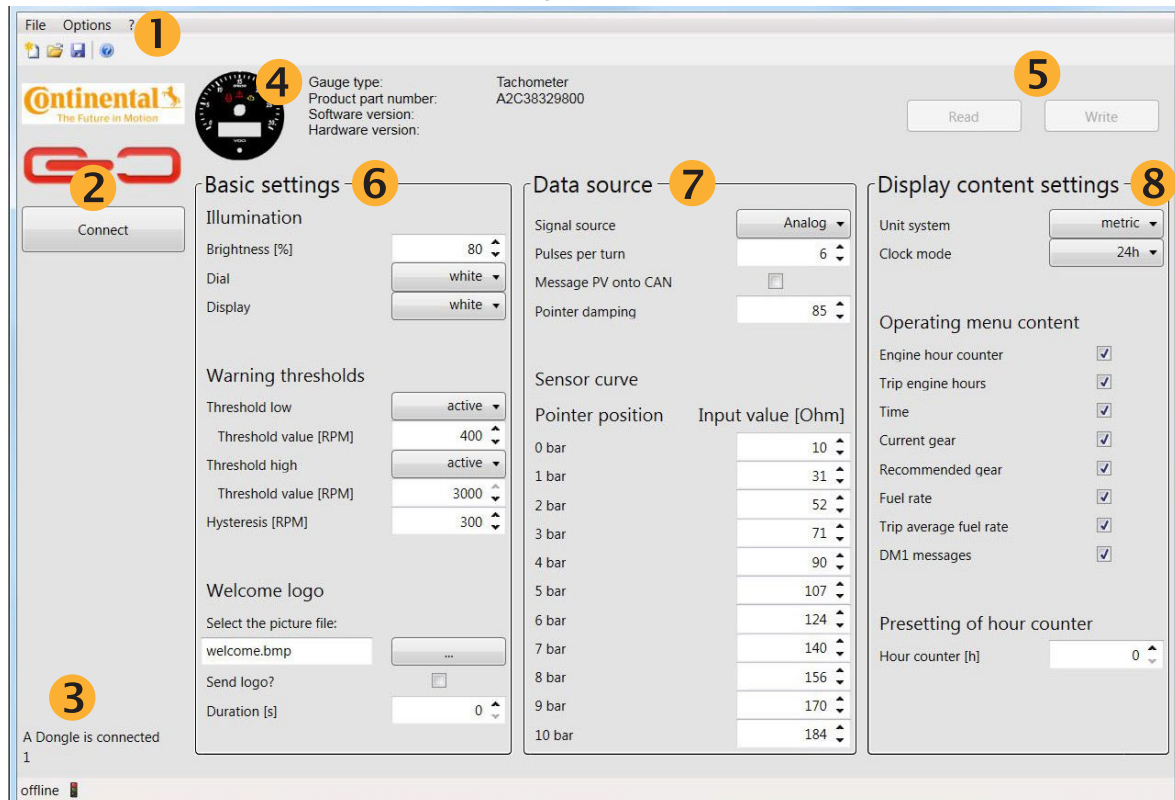 File Options ?
1
Continental
The Future in Motion
4
Gauge type: Tachometer
Product part number: A2C38329800
Software version:
Hardware version:
5
Read Write
2
Connect
Basic settings 6
Illumination
Brightness [%] 80
Dial white
Display white
Warning thresholds
Threshold low active
Threshold value [RPM] 400
Threshold high active
Threshold value [RPM] 3000
Hysteresis [RPM] 300
Welcome logo
Select the picture file:
welcome.bmp ...
Send logo?
Duration [s] 0
Data source 7
Signal source Analog
Pulses per turn 6
Message PV onto CAN
Pointer damping 85
Sensor curve
Pointer position Input value [Ohm]
0 bar 10
1 bar 31
2 bar 52
3 bar 71
4 bar 90
5 bar 107
6 bar 124
7 bar 140
8 bar 156
9 bar 170
10 bar 184
Display content settings 8
Unit system metric
Clock mode 24h
Operating menu content
Engine hour counter
Trip engine hours
Time
Current gear
Recommended gear
Fuel rate
Trip average fuel rate
DM1 messages
Presetting of hour counter
Hour counter [h] 0
3
A Dongle is connected
1
offline